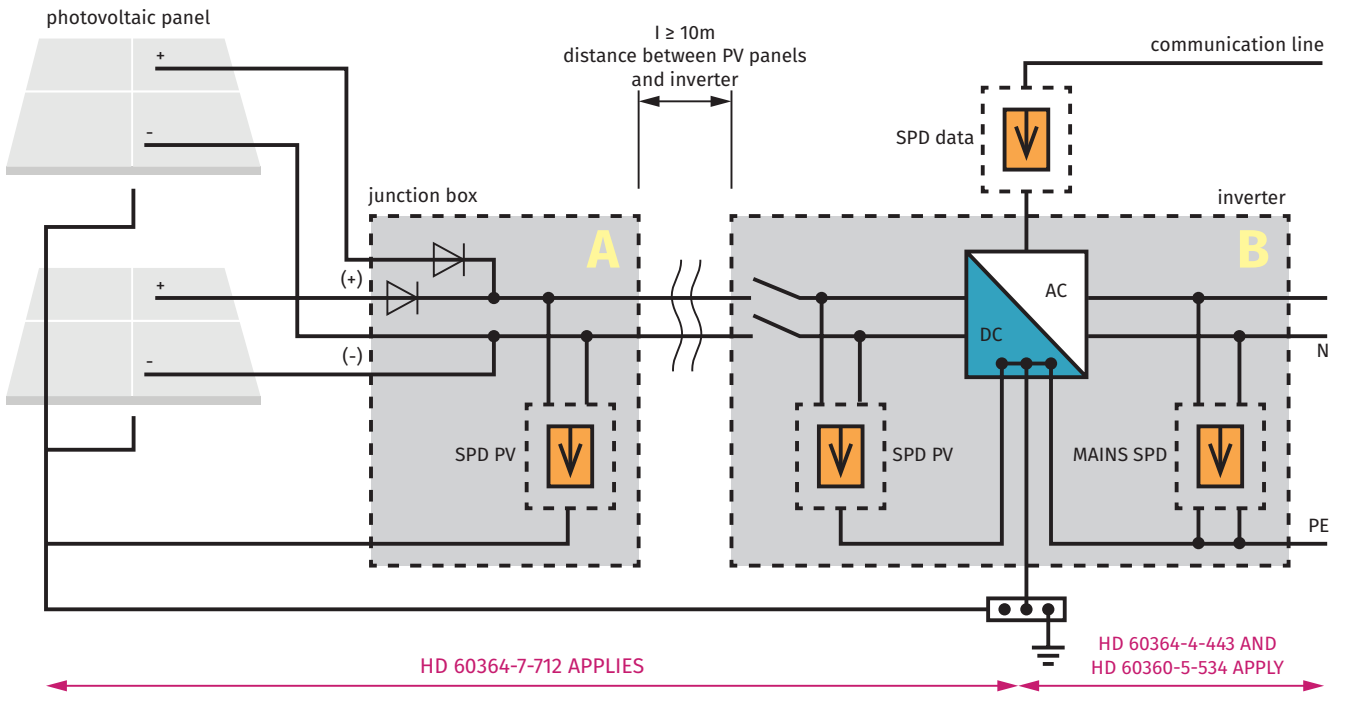 photovoltaic panel
+
-
I ≥ 10m
distance between PV panels
and inverter
communication line
SPD data
junction box
inverter
A
B
(+)
+
AC
DC
N
(-)
-
SPD PV
SPD PV
MAINS SPD
PE
HD 60364-7-712 APPLIES
HD 60364-4-443 AND
HD 60360-5-534 APPLY